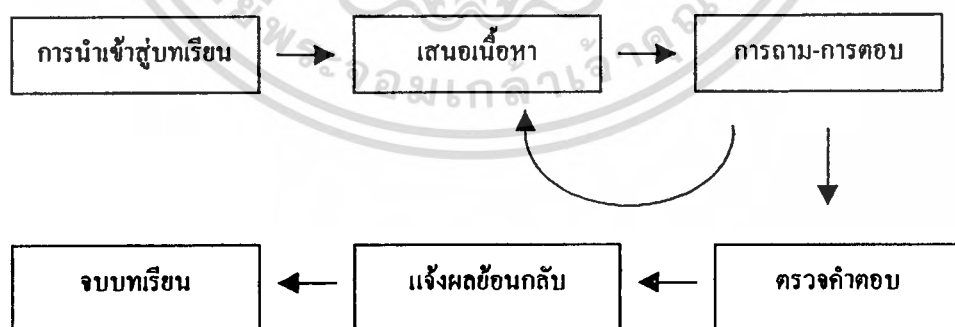 การนำเข้าสู่บทเรียน
เสนอเนื้อหา
การถาม-การตอบ
จบบทเรียน
แจ้งผลย้อนกลับ
ตรวจคำตอบ